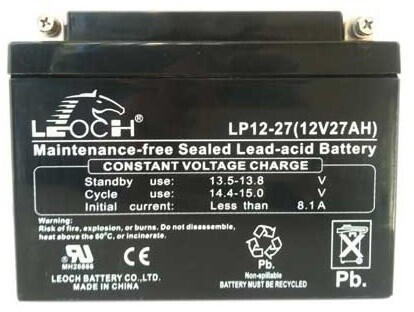 LEOCH ®
LP12-27(12V27AH)
Maintenance-free Sealed Lead-acid Battery
CONSTANT VOLTAGE CHARGE
Standby use: 13.5-13.8 V
Cycle use: 14.4-15.0 V
Initial current: Less than 8.1A
Warning:
Risk of fire, explosion, or burns. Do not disassemble,
heat above the 60°C, or incinerate.
CE
MH28866
Pb.
Non-spillable
BATTERY MUST BE RECYCLED
Pb.
LEOCH BATTERY CO.,LTD.
MADE IN CHINA